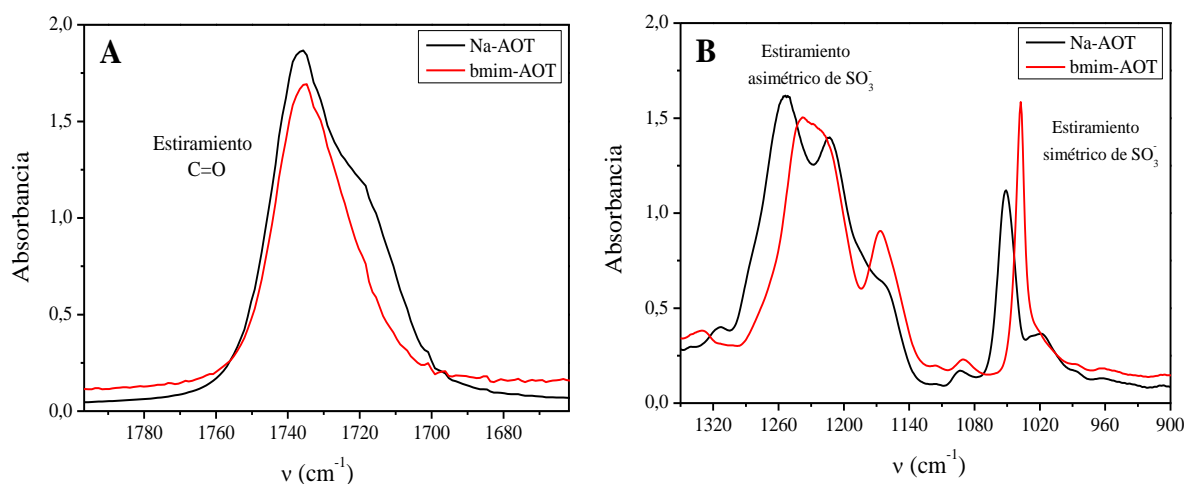 A
Na-AOT
bmim-AOT
Estiramiento
C=O
Absorbancia
2,0
1,5
1,0
0,5
0,0
1780 1760 1740 1720 1700 1680
ν (cm⁻¹)
B
Na-AOT
bmim-AOT
Estiramiento
asimétrico de SO₃⁻
Estiramiento
simétrico de SO₃⁻
Absorbancia
2,0
1,5
1,0
0,5
0,0
1320 1260 1200 1140 1080 1020 960 900
ν (cm⁻¹)